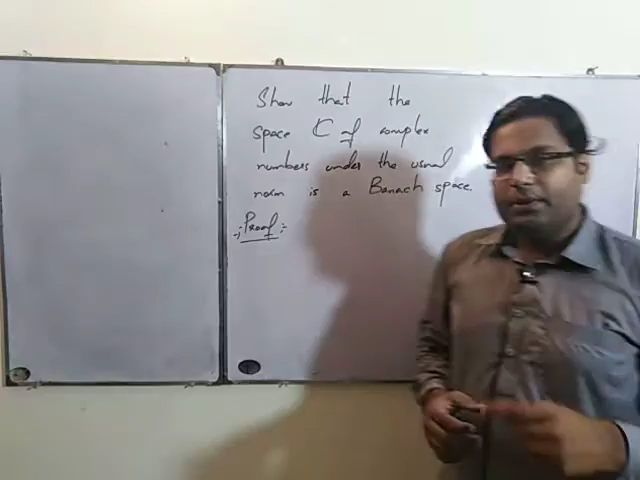 Show that the
space ℂ of complex
numbers under the usual
norm is a Banach space.
:Proof:-